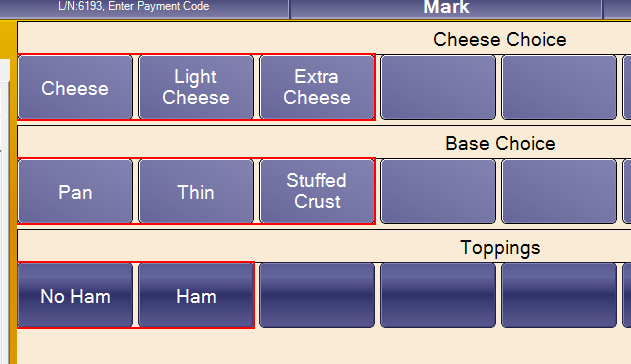 L/N:6193, Enter Payment Code
Mark
Cheese Choice
Cheese
Light
Cheese
Extra
Cheese
Base Choice
Pan
Thin
Stuffed
Crust
Toppings
No Ham
Ham